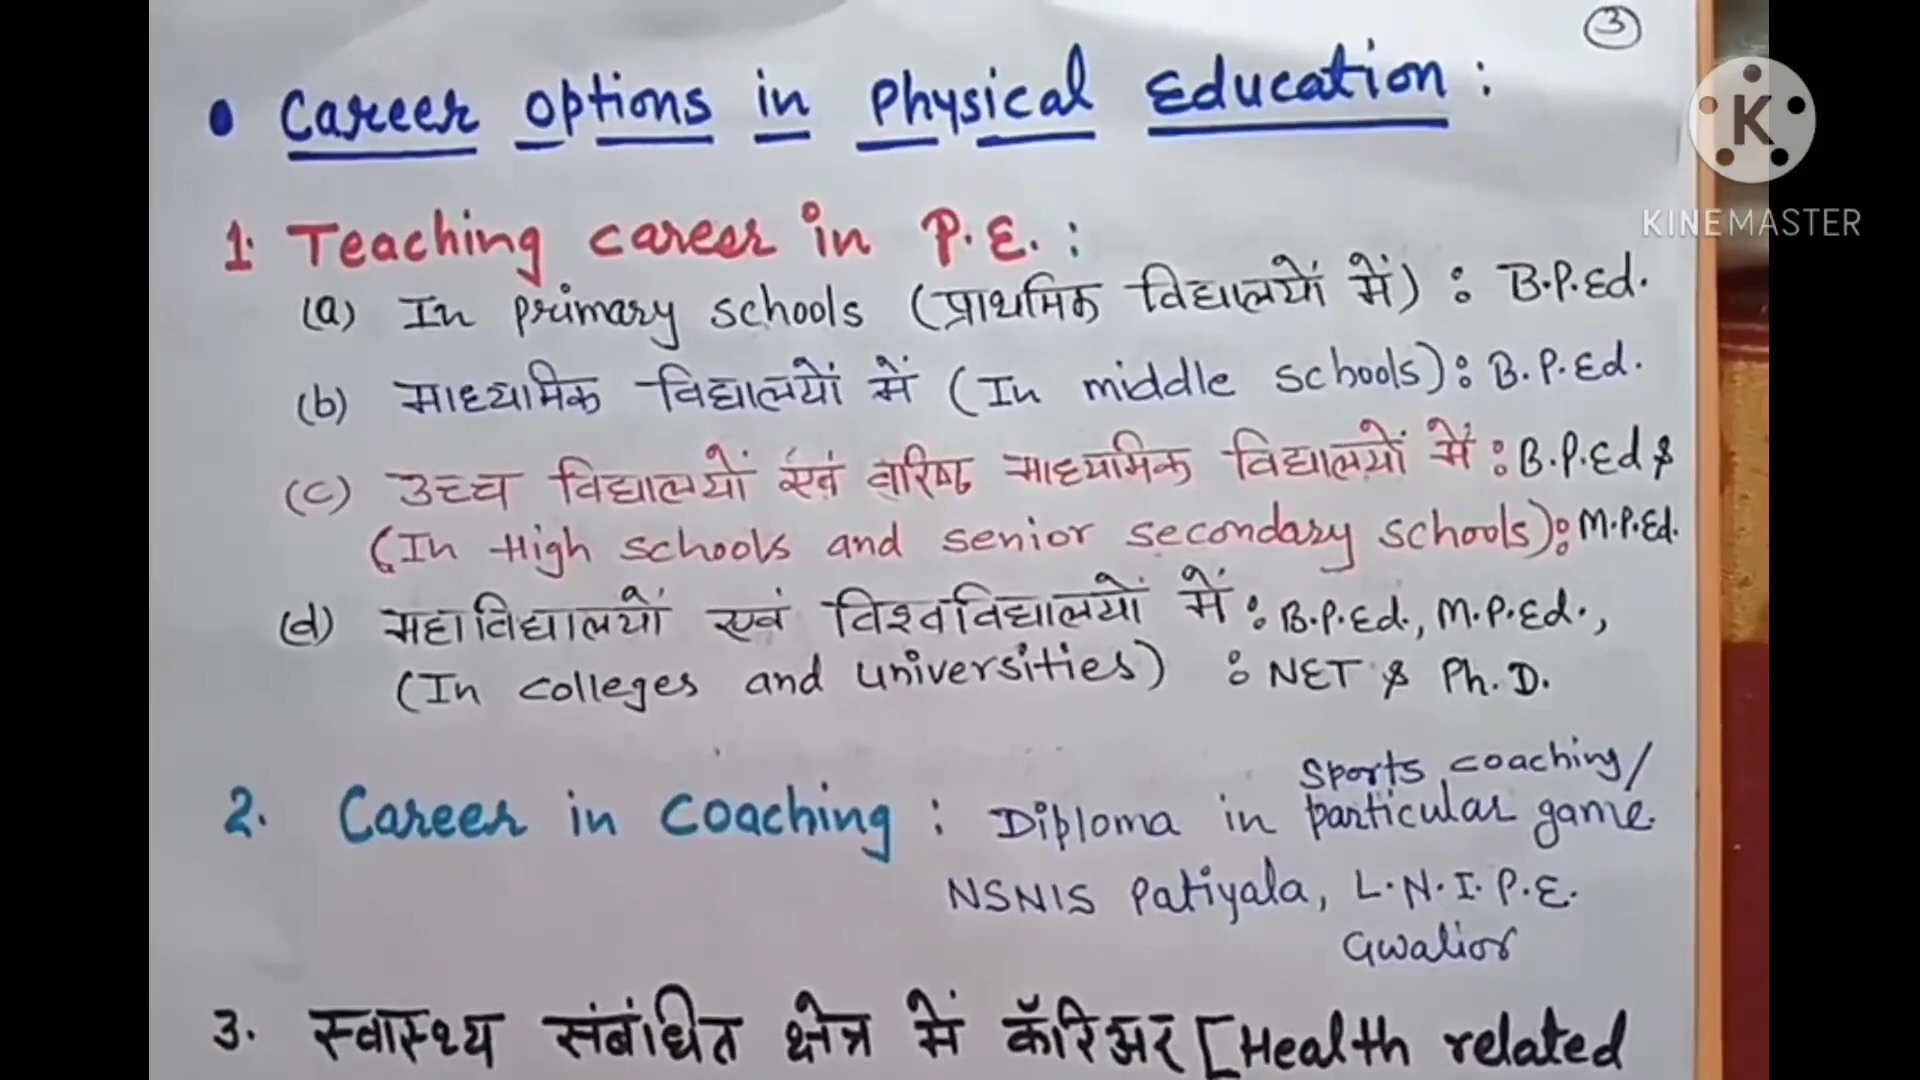 3
• Career options in Physical Education :
K
KINEMASTER
1. Teaching career in P.E. :
(a) In primary schools (प्राथमिक विद्यालयों में) : B.P.Ed.
(b) माध्यामिक विद्यालयों में (In middle schools) : B.P.Ed.
(c) उच्च विद्यालयों एवं वरिष्ठ माध्यामिक विद्यालयों में : B.P.Ed &
(In High schools and senior secondary schools) : M.P.Ed.
(d) महाविद्यालयों एवं विश्वविद्यालयों में : B.P.Ed., M.P.Ed.,
(In colleges and universities) : NET & Ph.D.
2. Career in coaching : Diploma in Sports coaching/
particular game.
NSNIS Patiyala, L.N.I.P.E.
Gwalior
3. स्वास्थ्य संबंधित क्षेत्र में कॅरिअर [Health related